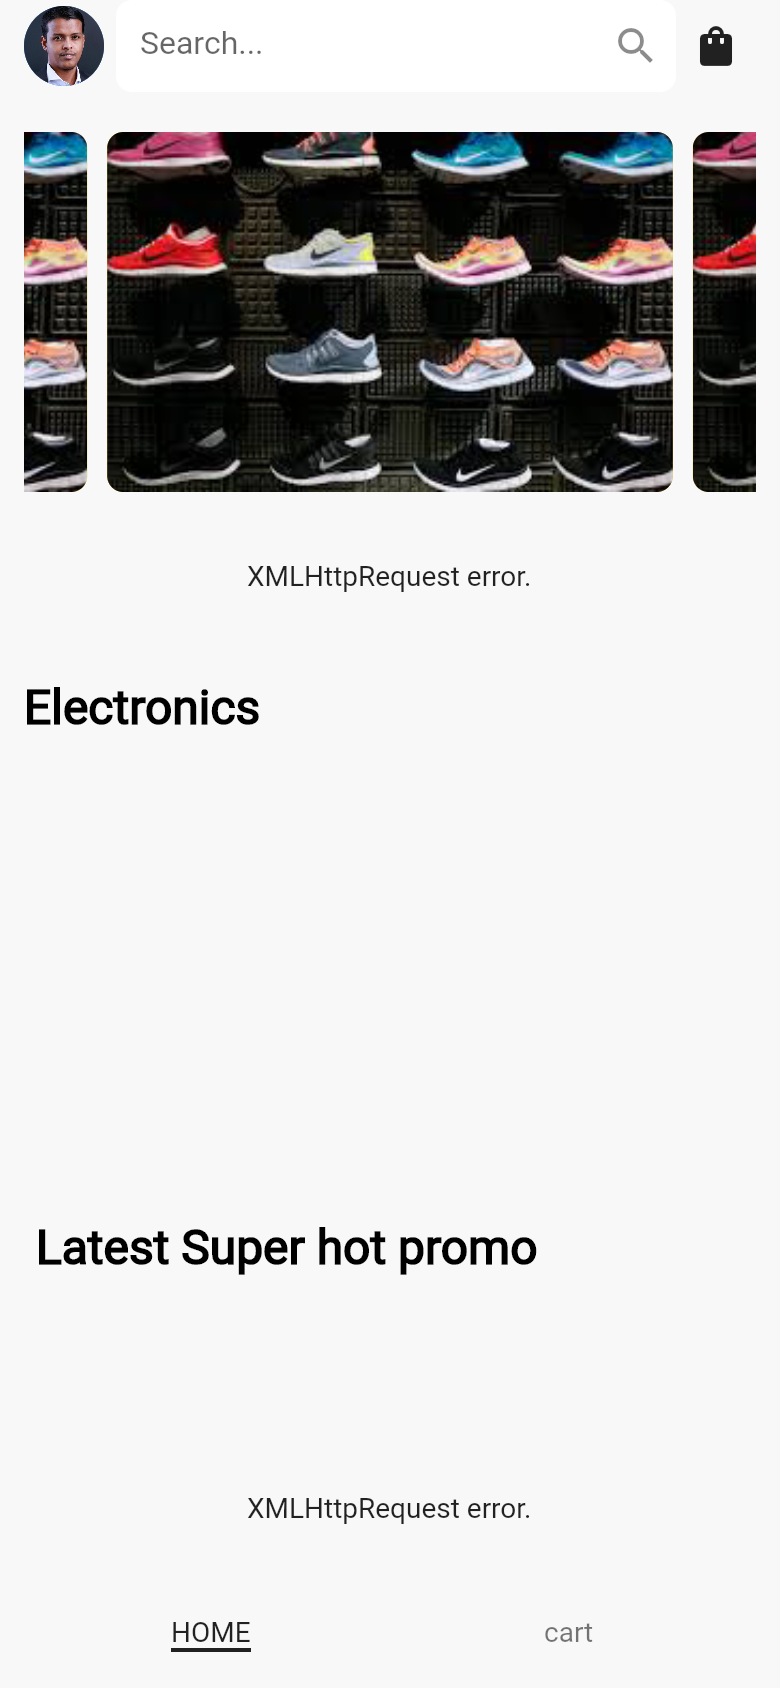 Search...
XMLHttpRequest error.
Electronics
Latest Super hot promo
XMLHttpRequest error.
HOME
cart